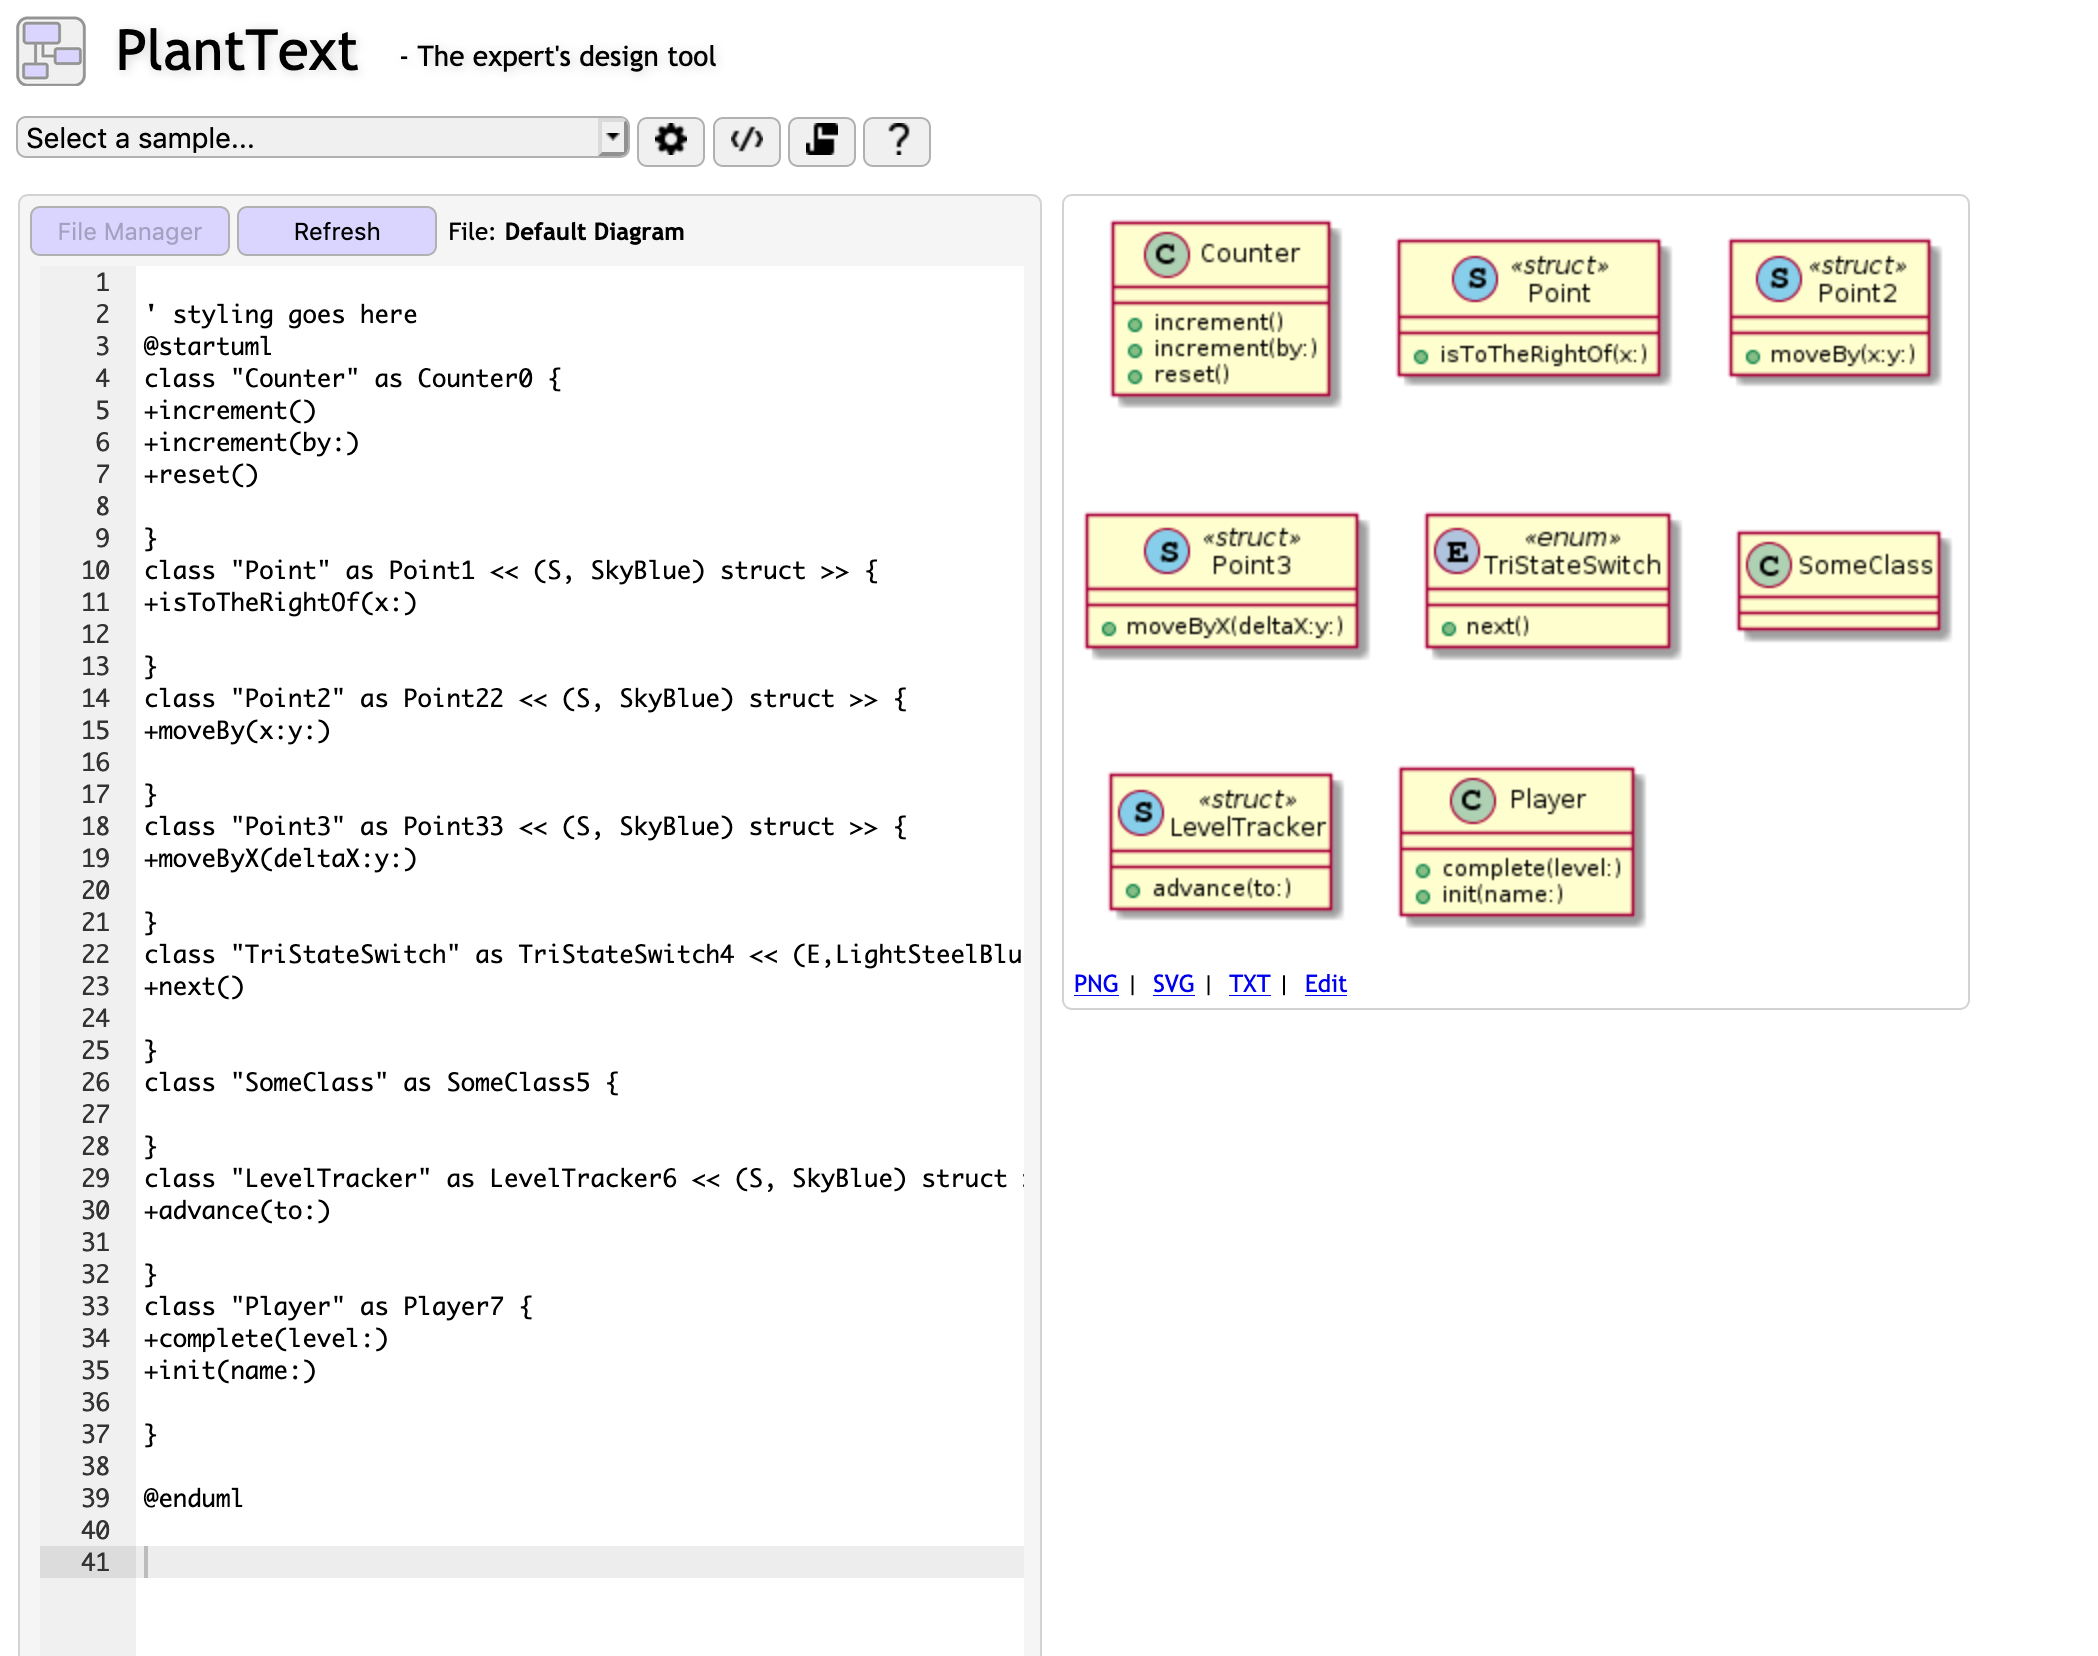 PlantText - The expert's design tool
Select a sample...
File Manager Refresh File: Default Diagram
1
2 ' styling goes here
3 @startuml
4 class "Counter" as Counter0 {
5 +increment()
6 +increment(by:)
7 +reset()
8
9 }
10 class "Point" as Point1 << (S, SkyBlue) struct >> {
11 +isToTheRightOf(x:)
12
13 }
14 class "Point2" as Point22 << (S, SkyBlue) struct >> {
15 +moveBy(x:y:)
16
17 }
18 class "Point3" as Point33 << (S, SkyBlue) struct >> {
19 +moveByX(deltaX:y:)
20
21 }
22 class "TriStateSwitch" as TriStateSwitch4 << (E,LightSteelBlu
23 +next()
24
25 }
26 class "SomeClass" as SomeClass5 {
27
28 }
29 class "LevelTracker" as LevelTracker6 << (S, SkyBlue) struct
30 +advance(to:)
31
32 }
33 class "Player" as Player7 {
34 +complete(level:)
35 +init(name:)
36
37 }
38
39 @enduml
40
41
C Counter
increment()
increment(by:)
reset()
S «struct»
Point
isToTheRightOf(x:)
S «struct»
Point2
moveBy(x:y:)
S «struct»
Point3
moveByX(deltaX:y:)
E «enum»
TriStateSwitch
next()
C SomeClass
S «struct»
LevelTracker
advance(to:)
C Player
complete(level:)
init(name:)
PNG | SVG | TXT | Edit